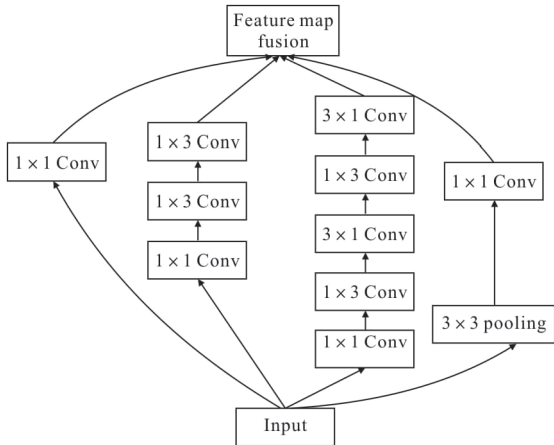 Feature map
fusion
1 × 1 Conv
1 × 3 Conv
1 × 3 Conv
1 × 1 Conv
3 × 1 Conv
1 × 3 Conv
3 × 1 Conv
1 × 3 Conv
1 × 1 Conv
1 × 1 Conv
3 × 3 pooling
Input